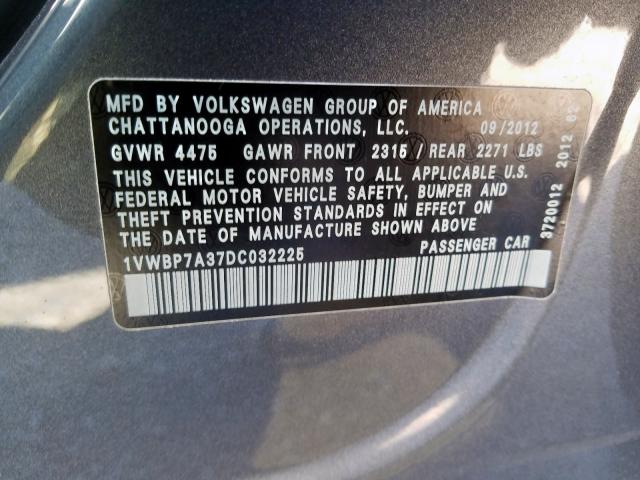 MFD BY VOLKSWAGEN GROUP OF AMERICA
CHATTANOOGA OPERATIONS, LLC. 09/2012
GVWR 4475 GAWR FRONT 2315/REAR 2271 LBS
THIS VEHICLE CONFORMS TO ALL APPLICABLE U.S.
FEDERAL MOTOR VEHICLE SAFETY, BUMPER AND
THEFT PREVENTION STANDARDS IN EFFECT ON
THE DATE OF MANUFACTURE SHOWN ABOVE
1VWBP7A37DC032225 PASSENGER CAR
3720012 2012 82